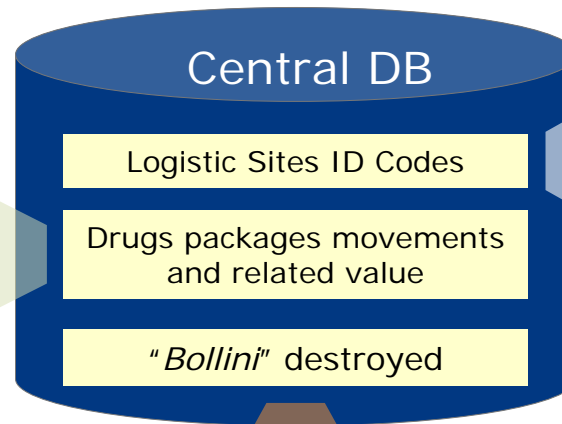 Central DB
Logistic Sites ID Codes
Drugs packages movements
and related value
“Bollini” destroyed